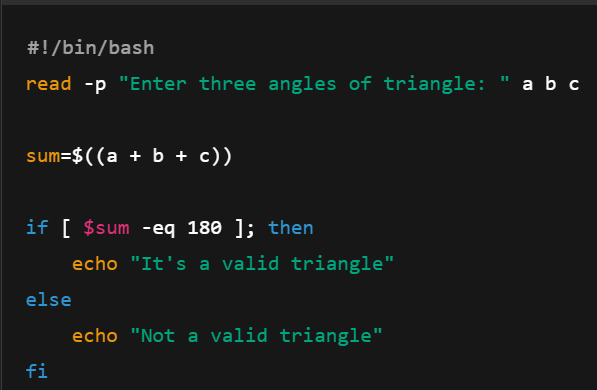 #!/bin/bash
read -p "Enter three angles of triangle: " a b c
sum=$((a + b + c))
if [ $sum -eq 180 ]; then
    echo "It's a valid triangle"
else
    echo "Not a valid triangle"
fi